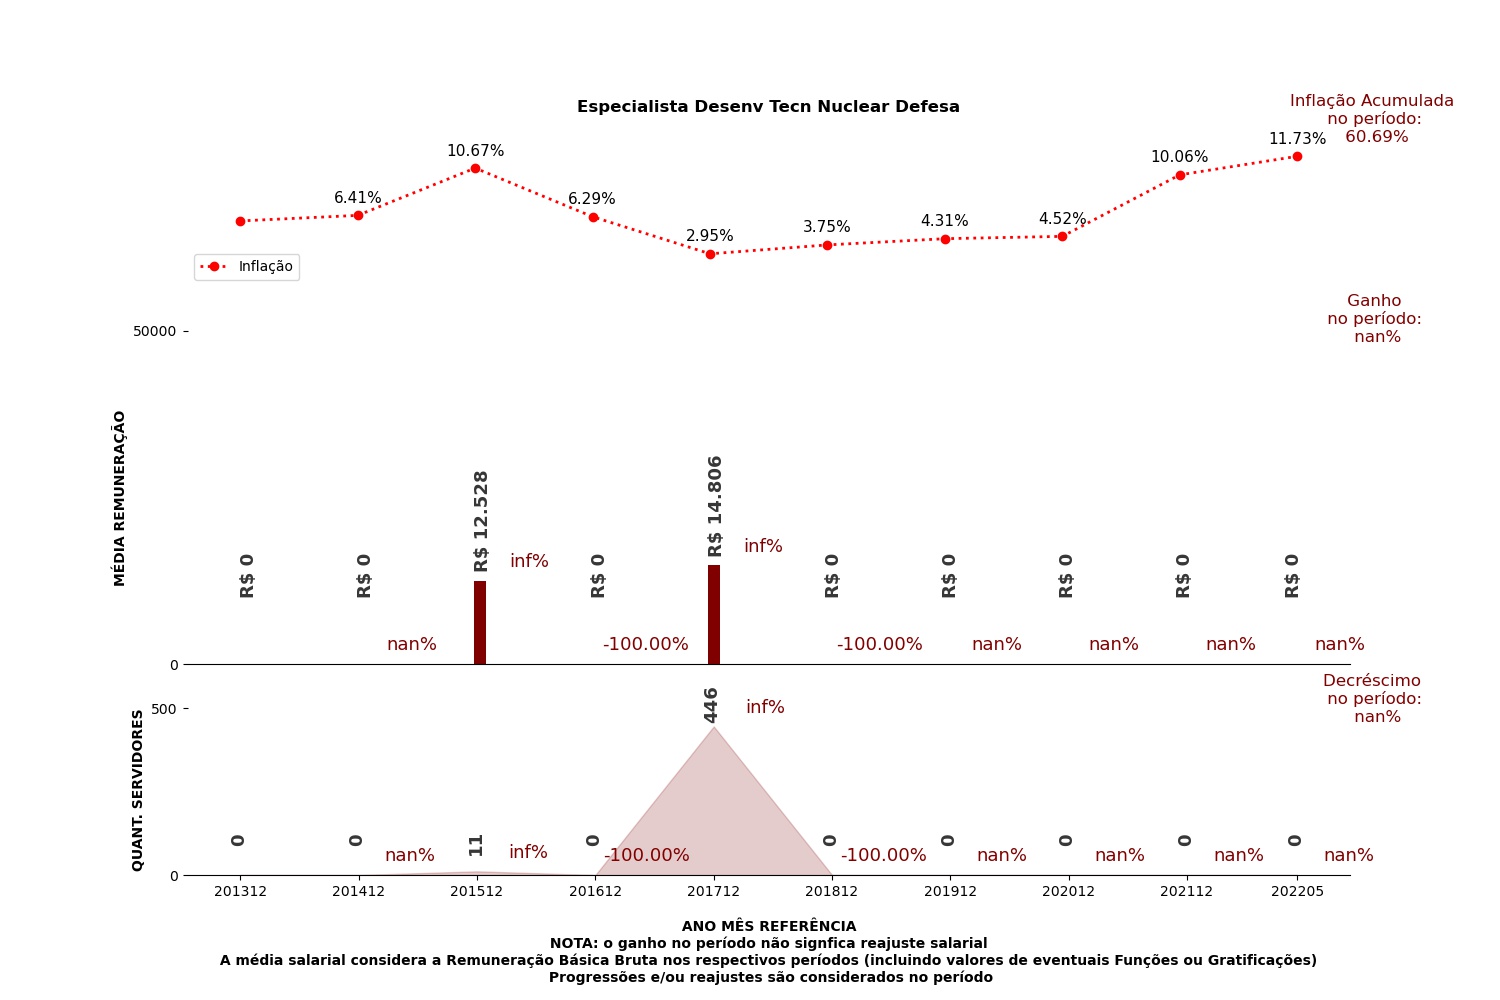 Especialista Desenv Tecn Nuclear Defesa
Inflação Acumulada
no período:
60.69%
6.41%
10.67%
6.29%
2.95%
3.75%
4.31%
4.52%
10.06%
11.73%
Inflação
Ganho
no período:
nan%
50000
0
MÉDIA REMUNERAÇÃO
R$ 0
R$ 0
R$ 12.528
R$ 0
R$ 14.806
R$ 0
R$ 0
R$ 0
R$ 0
R$ 0
nan%
inf%
-100.00%
inf%
-100.00%
nan%
nan%
nan%
nan%
Decréscimo
no período:
nan%
500
0
QUANT. SERVIDORES
0
0
11
0
446
0
0
0
0
0
nan%
inf%
-100.00%
inf%
-100.00%
nan%
nan%
nan%
nan%
201312
201412
201512
201612
201712
201812
201912
202012
202112
202205
ANO MÊS REFERÊNCIA
NOTA: o ganho no período não signfica reajuste salarial
A média salarial considera a Remuneração Básica Bruta nos respectivos períodos (incluindo valores de eventuais Funções ou Gratificações)
Progressões e/ou reajustes são considerados no período